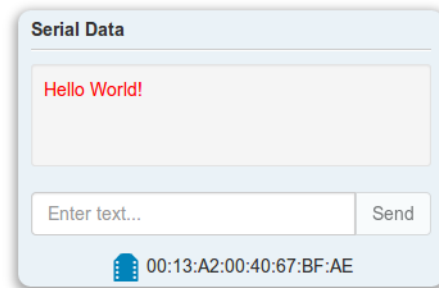 Serial Data
Hello World!
Enter text...
Send
00:13:A2:00:40:67:BF:AE